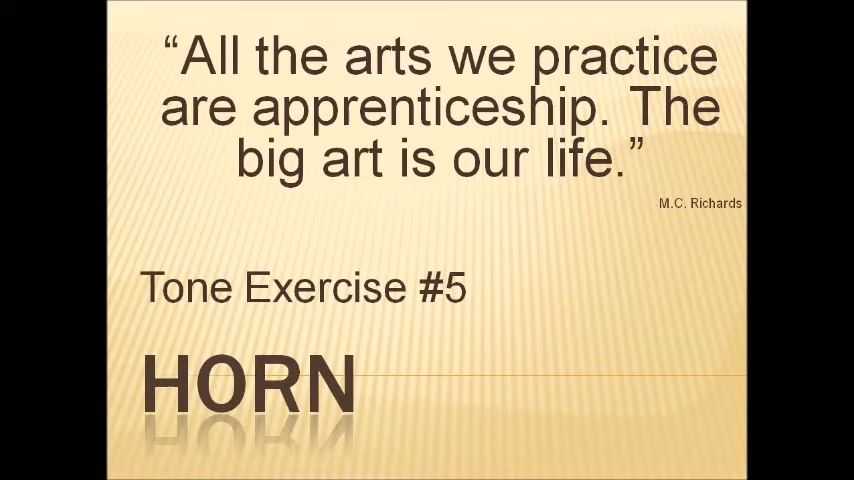 “All the arts we practice
are apprenticeship. The
big art is our life.”
M.C. Richards
Tone Exercise #5
HORN